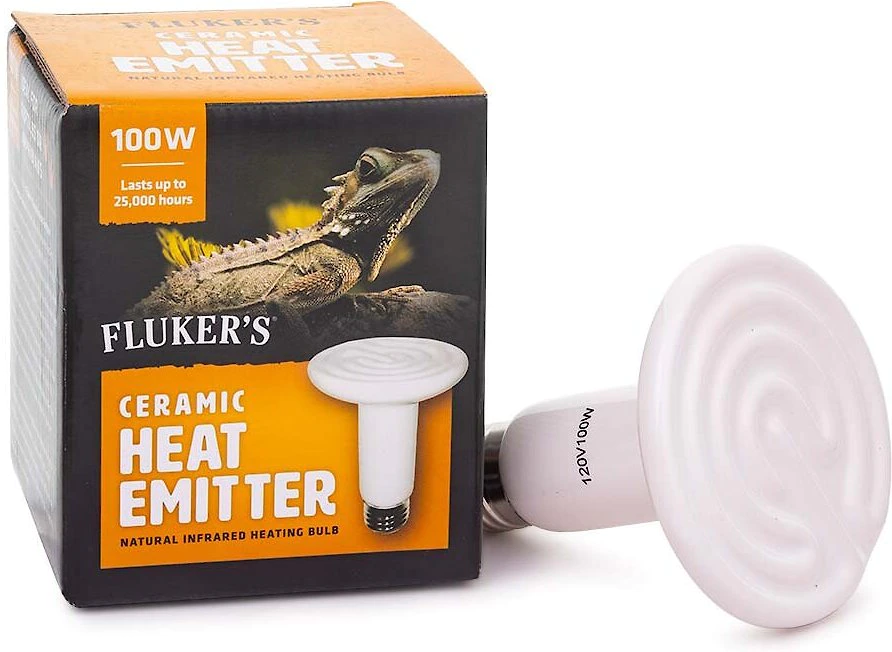 FLUKER'S
CERAMIC
HEAT
EMITTER
NATURAL INFRARED HEATING BULB
100W
Lasts up to
25,000 hours
FLUKER'S®
CERAMIC
HEAT
EMITTER
NATURAL INFRARED HEATING BULB
120V100W